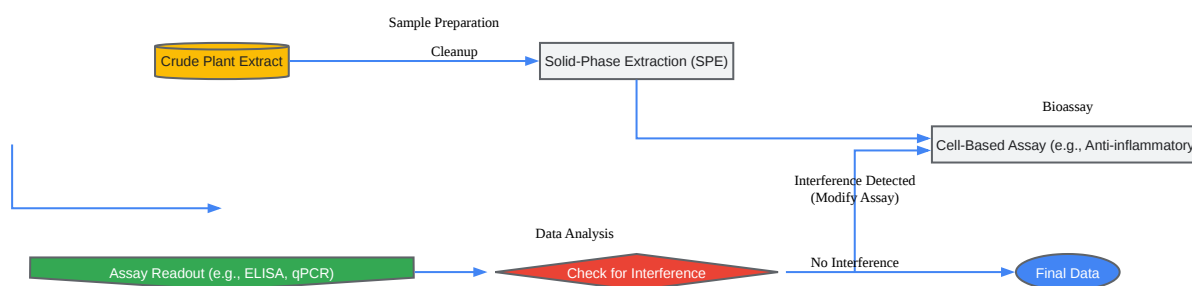 Sample Preparation
Cleanup
Crude Plant Extract
Solid-Phase Extraction (SPE)
Bioassay
Cell-Based Assay (e.g., Anti-inflammatory
Interference Detected
(Modify Assay)
Data Analysis
Assay Readout (e.g., ELISA, qPCR)
Check for Interference
No Interference
Final Data